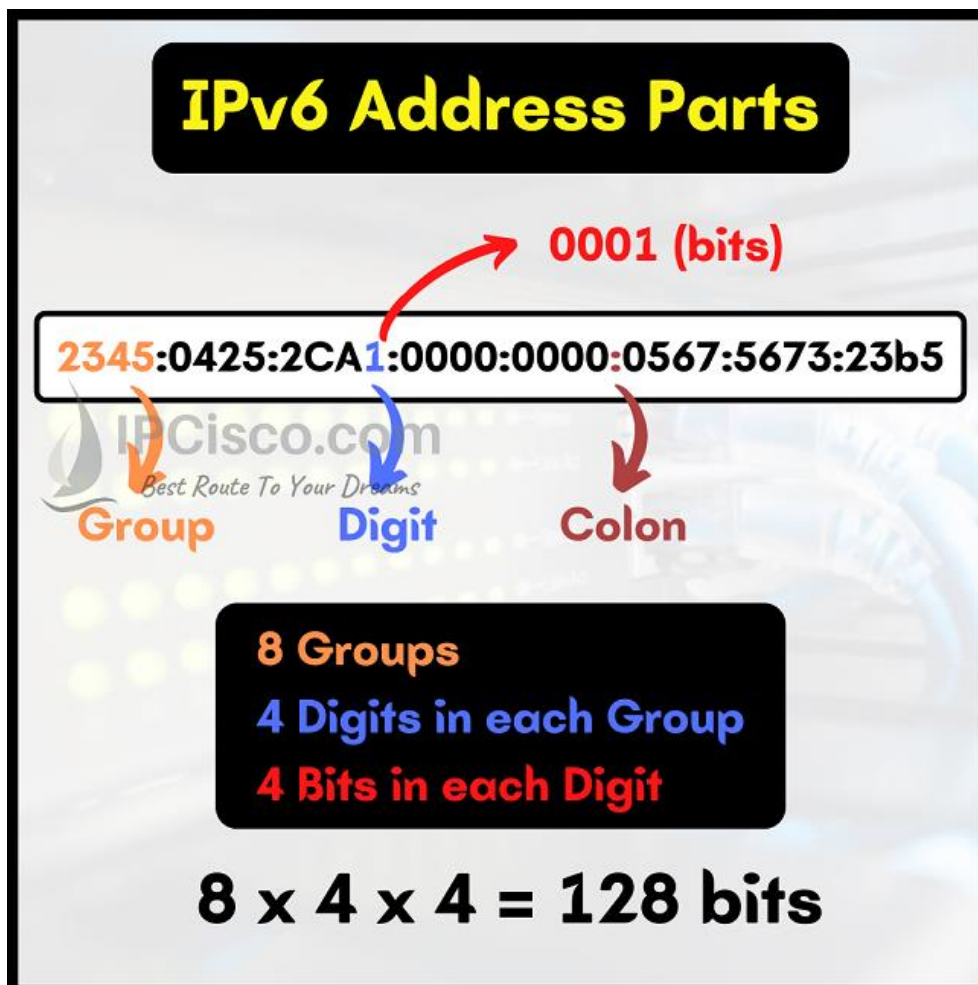 IPv6 Address Parts
0001 (bits)
2345:0425:2CA1:0000:0000:0567:5673:23b5
IPCisco.com
Best Route To Your Dreams
Group Digit Colon
8 Groups
4 Digits in each Group
4 Bits in each Digit
8 x 4 x 4 = 128 bits